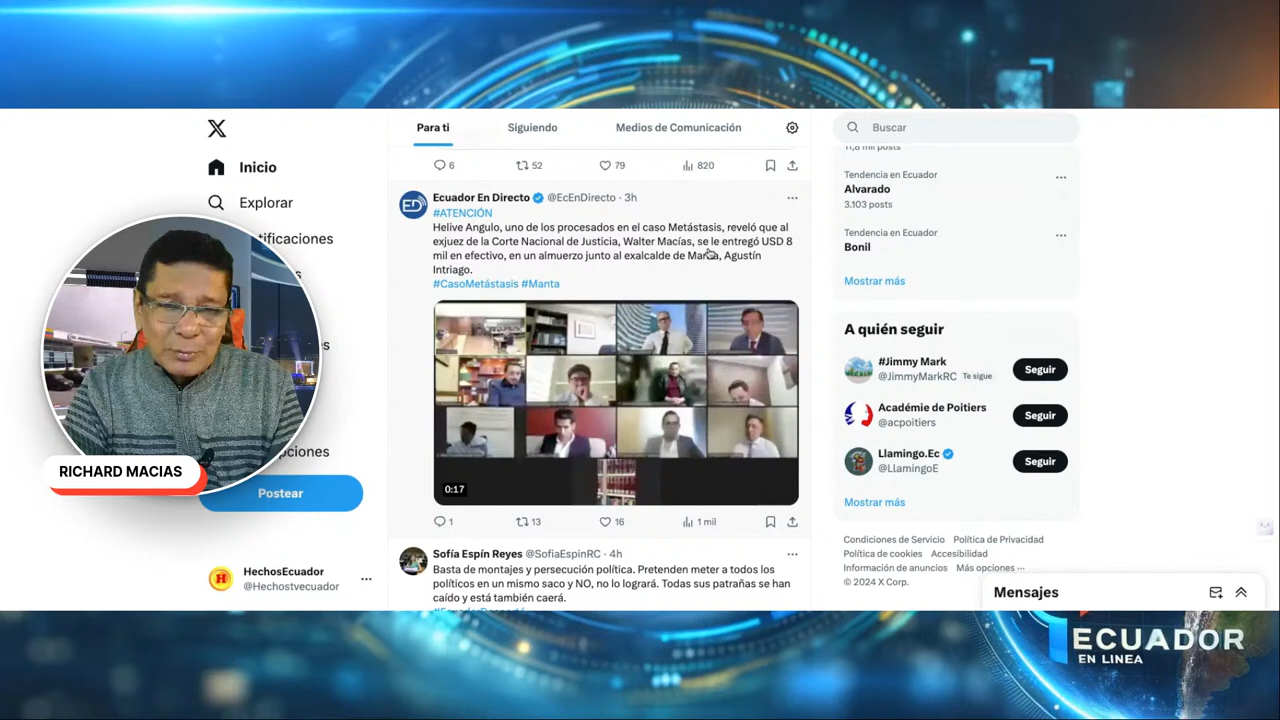 Para ti
Siguiendo
Medios de Comunicación
Buscar
Inicio
Explorar
tificaciones
s
s
pciones
Postear
HechosEcuador
@Hechostvecuador
RICHARD MACIAS
6
52
79
820
Ecuador En Directo @EcEnDirecto · 3h
#ATENCIÓN
Helive Angulo, uno de los procesados en el caso Metástasis, reveló que al
exjuez de la Corte Nacional de Justicia, Walter Macías, se le entregó USD 8
mil en efectivo, en un almuerzo junto al exalcalde de Manta, Agustín
Intriago.
#CasoMetástasis #Manta
ED
0:17
1
13
16
1 mil
Sofía Espín Reyes @SofiaEspinRC · 4h
Basta de montajes y persecución política. Pretenden meter a todos los
políticos en un mismo saco y NO, no lo logrará. Todas sus patrañas se han
caído y está también caerá.
11,8 mil posts
Tendencia en Ecuador
Alvarado
3.103 posts
Tendencia en Ecuador
Bonil
Mostrar más
A quién seguir
#Jimmy Mark
@JimmyMarkRC Te sigue
Seguir
Académie de Poitiers
@acpoitiers
Seguir
Llamingo.Ec
@LlamingoE
Seguir
Mostrar más
Condiciones de Servicio Política de Privacidad
Política de cookies Accesibilidad
Información de anuncios Más opciones ···
© 2024 X Corp.
Mensajes
ECUADOR
EN LINEA